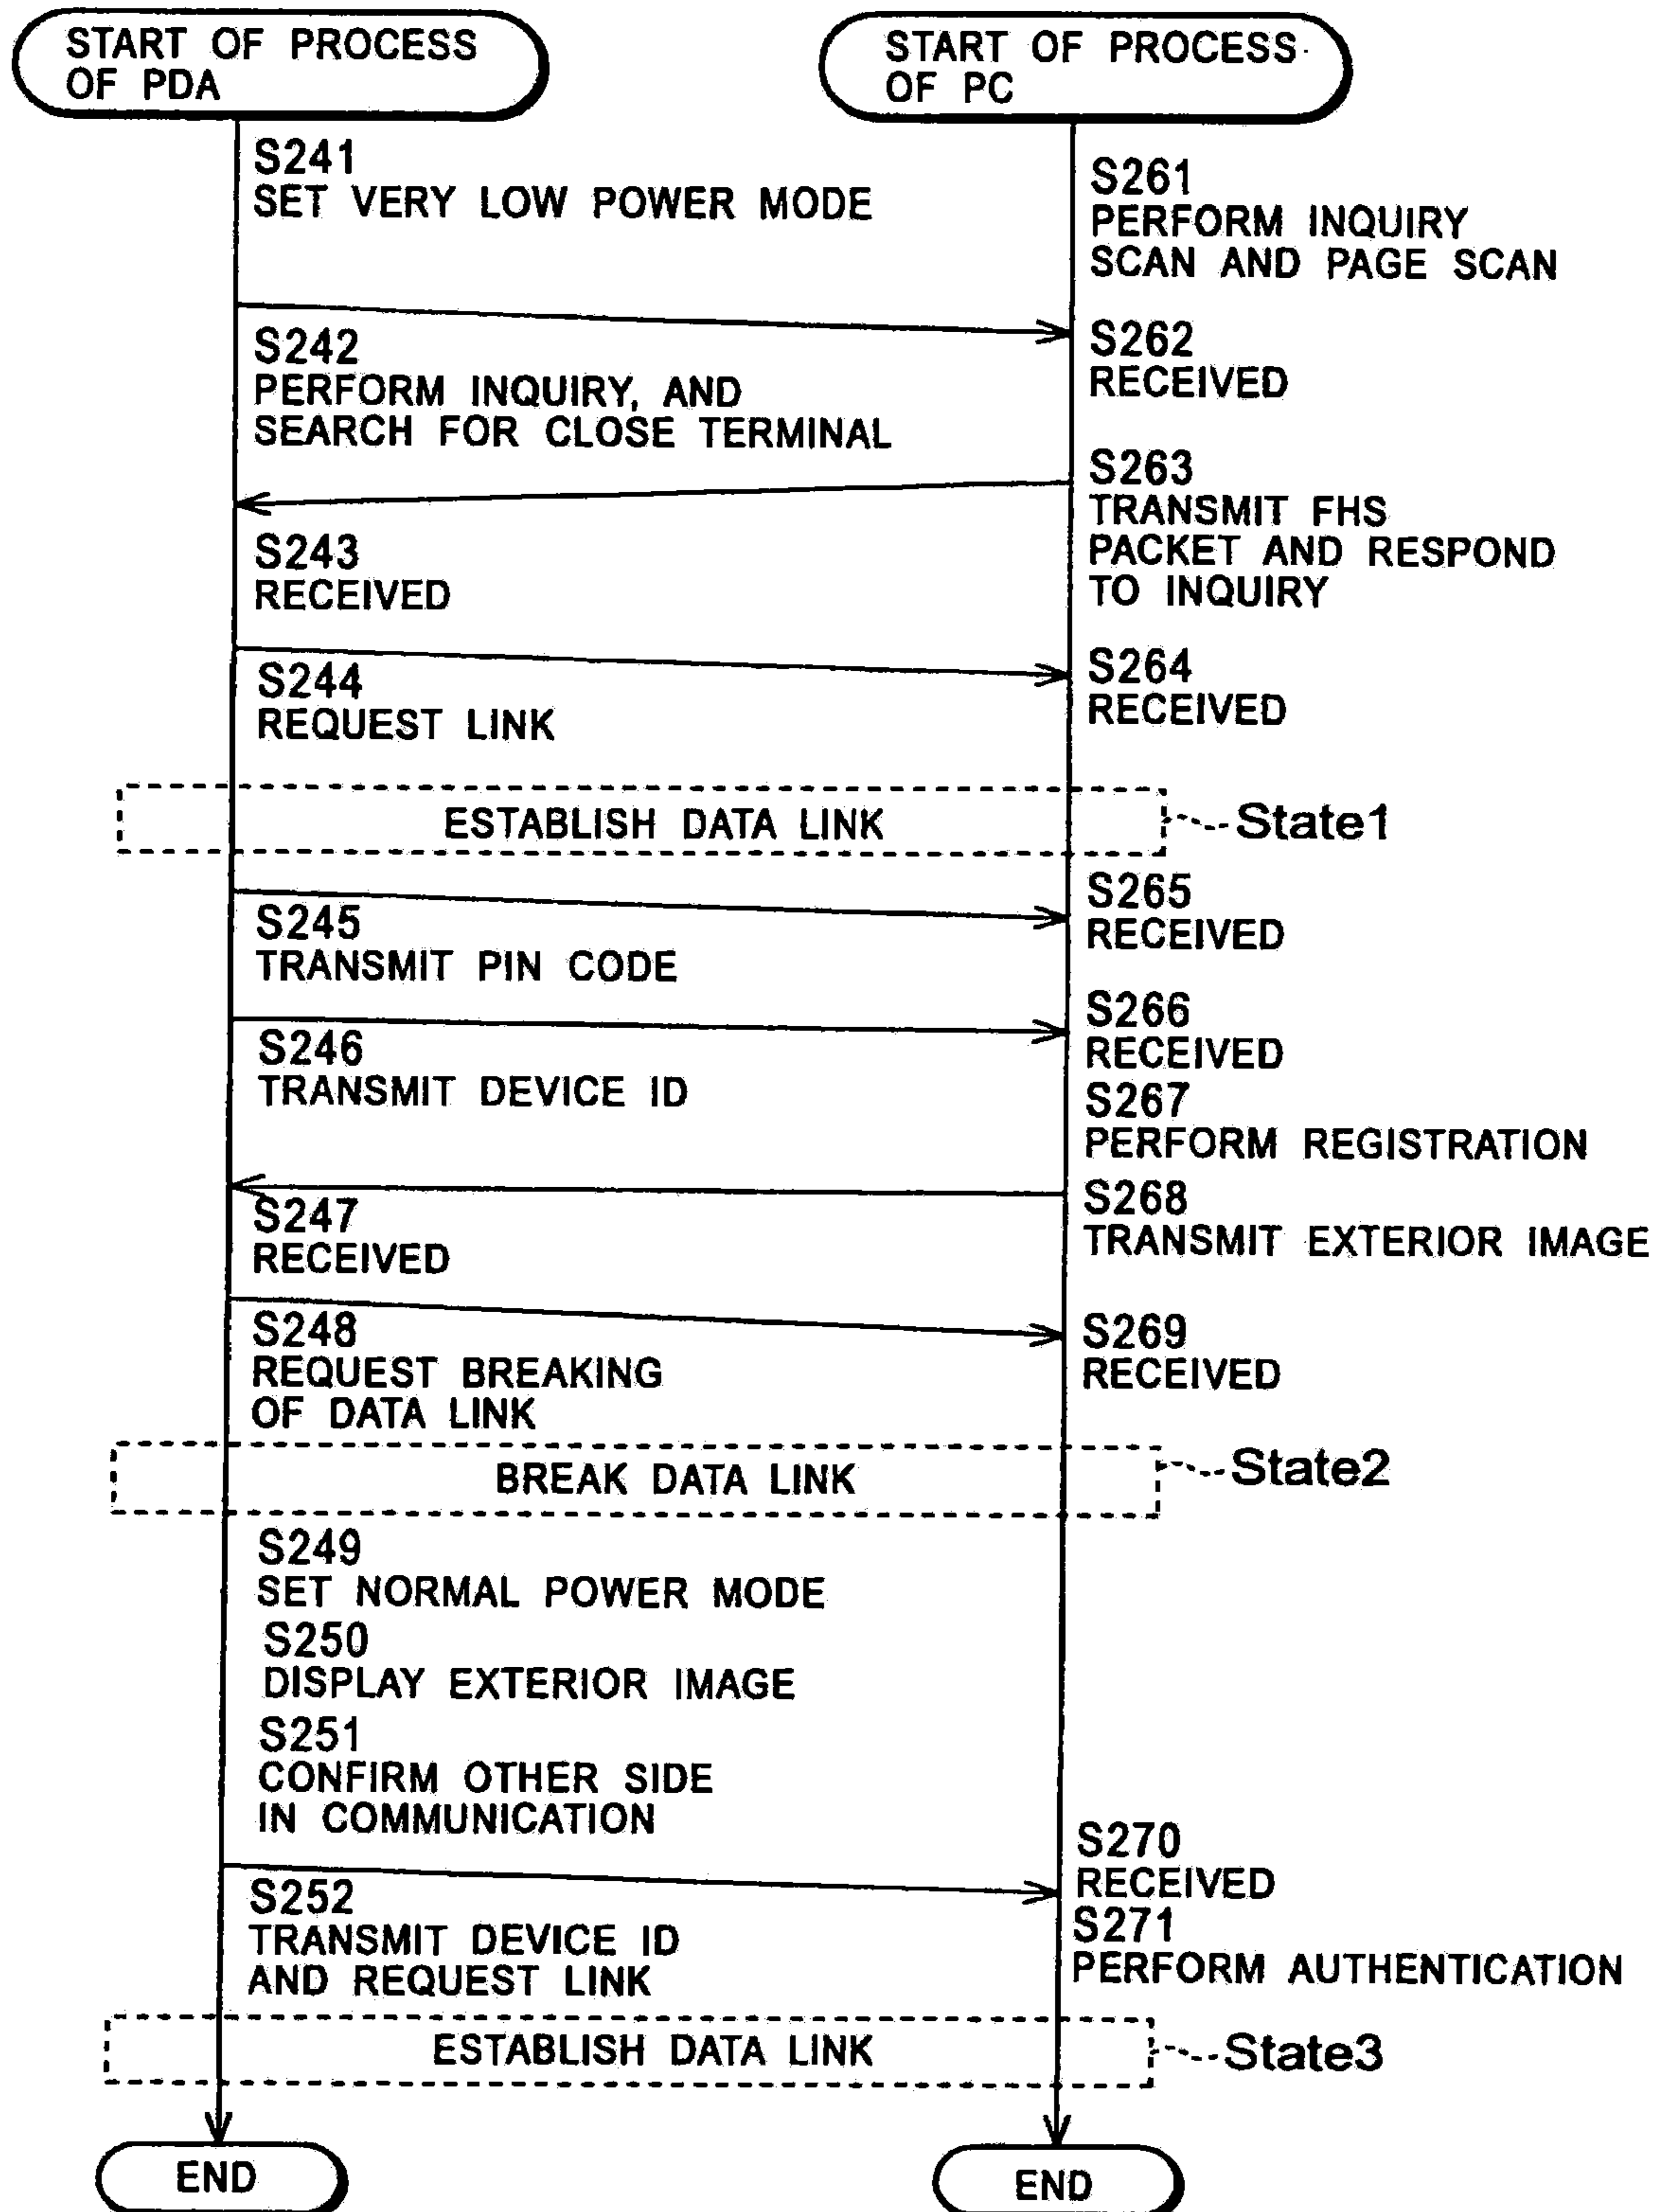 START OF PROCESS
OF PDA
START OF PROCESS
OF PC
S241
SET VERY LOW POWER MODE
S261
PERFORM INQUIRY
SCAN AND PAGE SCAN
S242
PERFORM INQUIRY, AND
SEARCH FOR CLOSE TERMINAL
S262
RECEIVED
S263
TRANSMIT FHS
PACKET AND RESPOND
TO INQUIRY
S243
RECEIVED
S244
REQUEST LINK
S264
RECEIVED
ESTABLISH DATA LINK
State1
S245
TRANSMIT PIN CODE
S265
RECEIVED
S246
TRANSMIT DEVICE ID
S266
RECEIVED
S267
PERFORM REGISTRATION
S247
RECEIVED
S268
TRANSMIT EXTERIOR IMAGE
S248
REQUEST BREAKING
OF DATA LINK
S269
RECEIVED
BREAK DATA LINK
State2
S249
SET NORMAL POWER MODE
S250
DISPLAY EXTERIOR IMAGE
S251
CONFIRM OTHER SIDE
IN COMMUNICATION
S252
TRANSMIT DEVICE ID
AND REQUEST LINK
S270
RECEIVED
S271
PERFORM AUTHENTICATION
ESTABLISH DATA LINK
State3
END
END